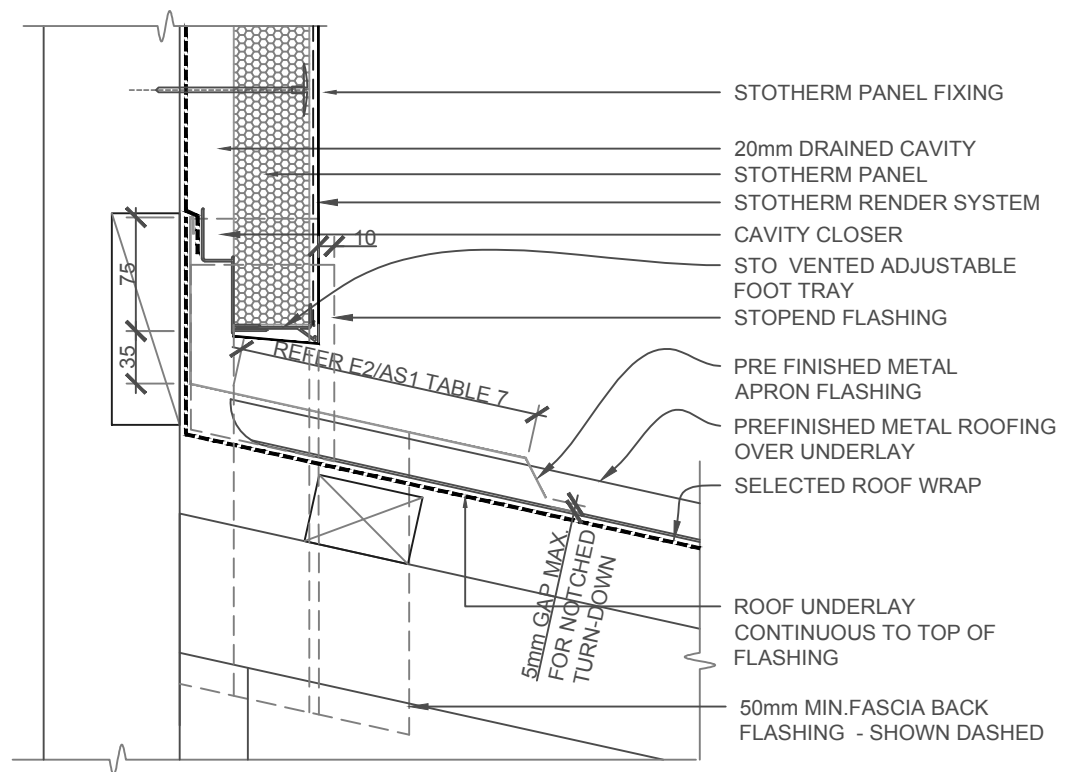 STOTHERM PANEL FIXING
20mm DRAINED CAVITY
STOTHERM PANEL
STOTHERM RENDER SYSTEM
CAVITY CLOSER
10
STO VENTED ADJUSTABLE
FOOT TRAY
STOPEND FLASHING
75
35
REFER E2/AS1 TABLE 7
PRE FINISHED METAL
APRON FLASHING
PREFINISHED METAL ROOFING
OVER UNDERLAY
SELECTED ROOF WRAP
5mm GAP MAX.
FOR NOTCHED
TURN-DOWN
ROOF UNDERLAY
CONTINUOUS TO TOP OF
FLASHING
50mm MIN.FASCIA BACK
FLASHING - SHOWN DASHED